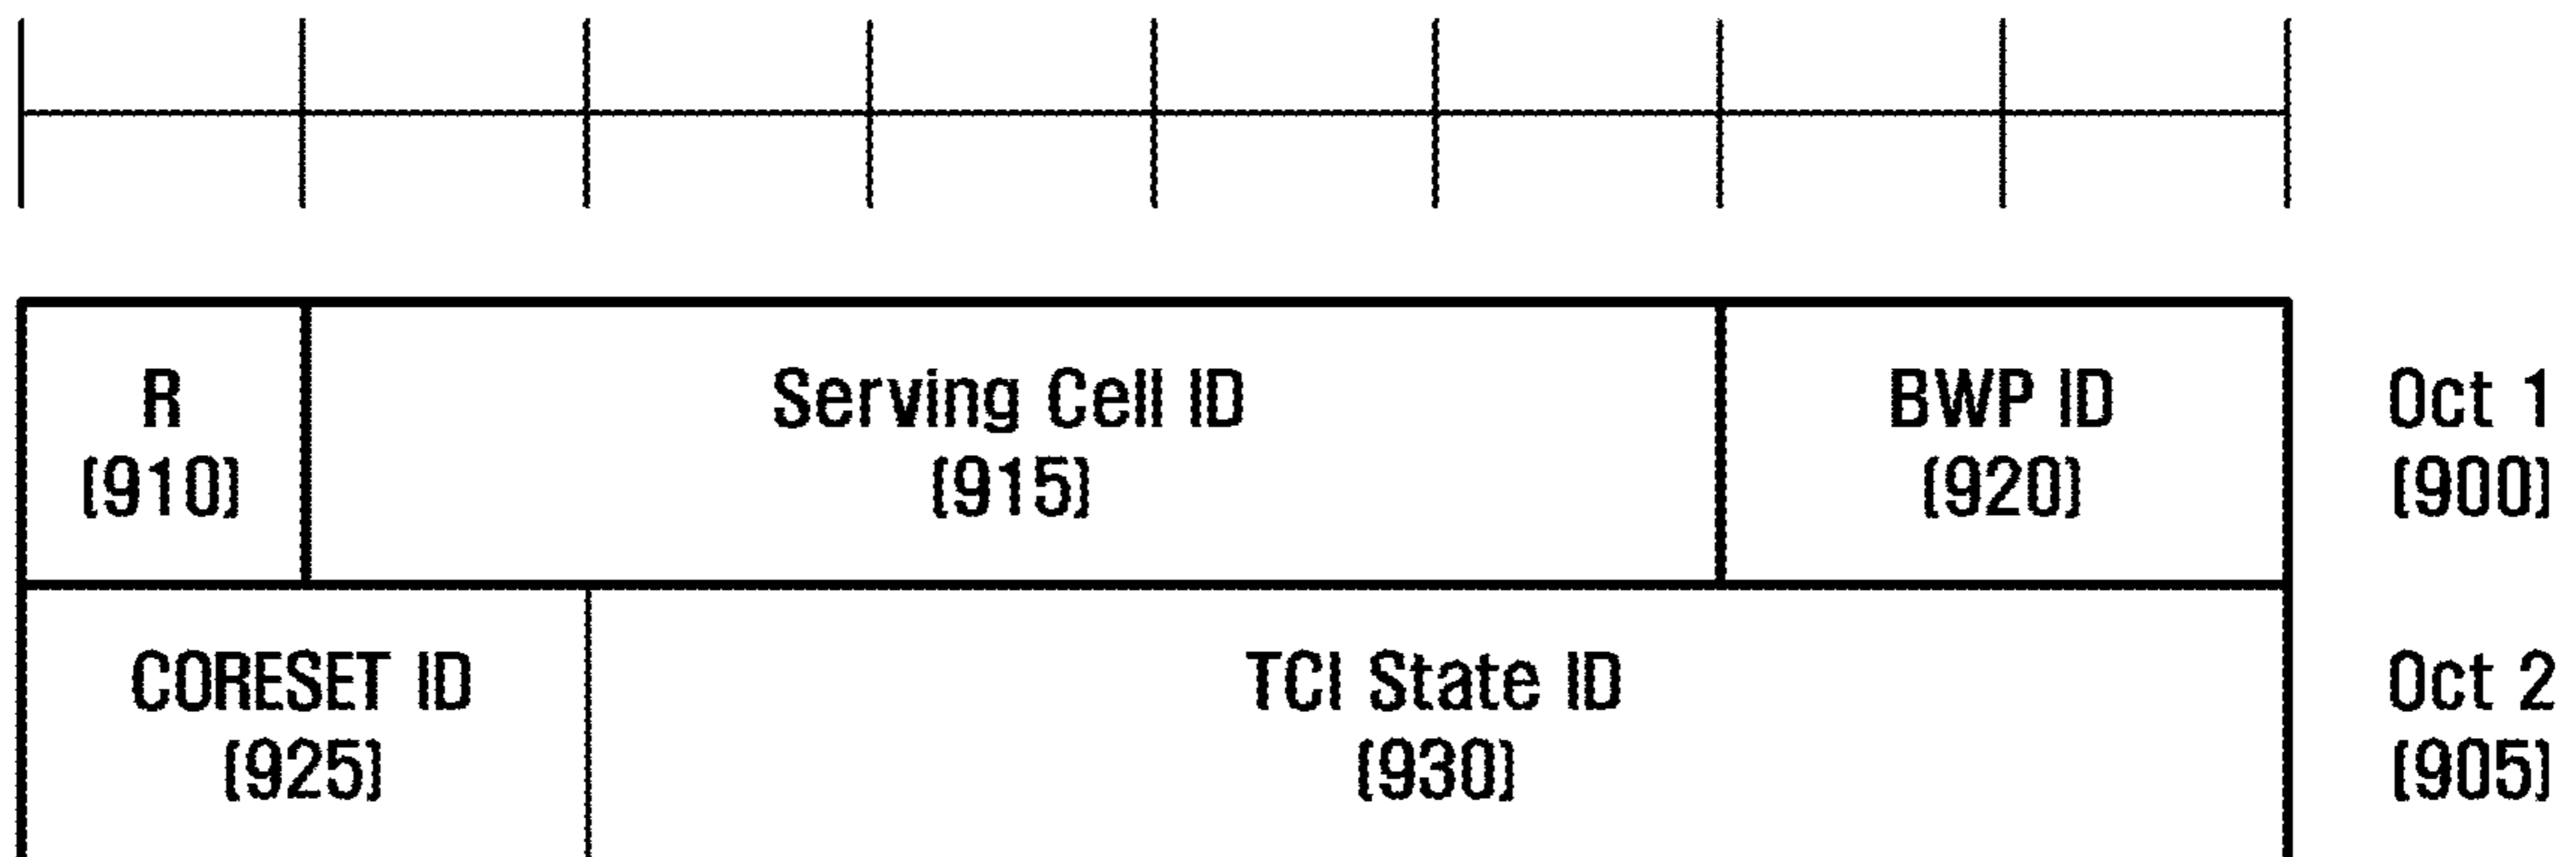 R
(910)
Serving Cell ID
(915)
BWP ID
(920)
Oct 1
(900)
CORESET ID
(925)
TCI State ID
(930)
Oct 2
(905)